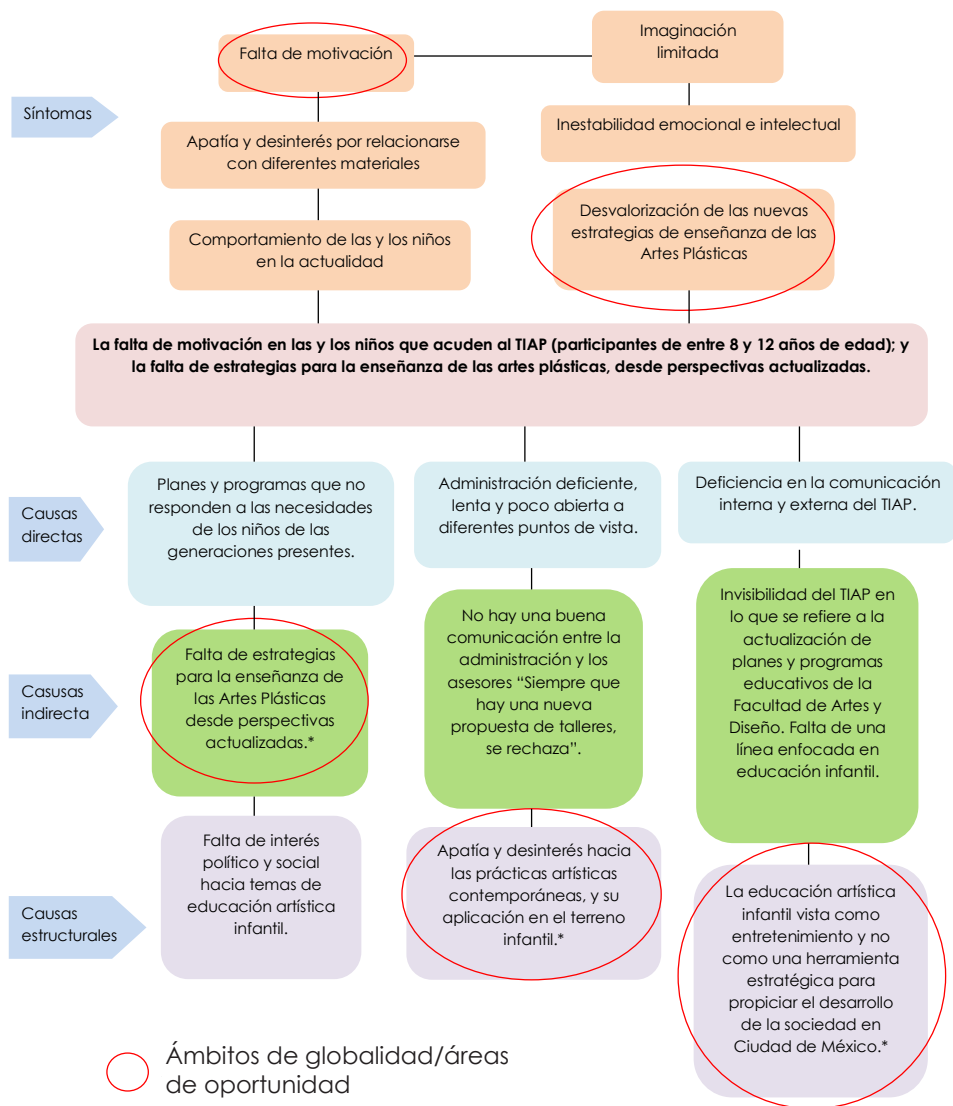 Falta de motivación
Imaginación
limitada
Síntomas
Apatía y desinterés por relacionarse
con diferentes materiales
Inestabilidad emocional e intelectual
Comportamiento de las y los niños
en la actualidad
Desvalorización de las nuevas
estrategias de enseñanza de las
Artes Plásticas
La falta de motivación en las y los niños que acuden al TIAP (participantes de entre 8 y 12 años de edad); y
la falta de estrategias para la enseñanza de las artes plásticas, desde perspectivas actualizadas.
Causas
directas
Planes y programas que no
responden a las necesidades
de los niños de las
generaciones presentes.
Administración deficiente,
lenta y poco abierta a
diferentes puntos de vista.
Deficiencia en la comunicación
interna y externa del TIAP.
Casusas
indirecta
Falta de estrategias
para la enseñanza de
las Artes Plásticas
desde perspectivas
actualizadas.*
No hay una buena
comunicación entre la
administración y los
asesores “Siempre que
hay una nueva
propuesta de talleres,
se rechaza”.
Invisibilidad del TIAP en
lo que se refiere a la
actualización de
planes y programas
educativos de la
Facultad de Artes y
Diseño. Falta de una
línea enfocada en
educación infantil.
Causas
estructurales
Falta de interés
político y social
hacia temas de
educación artística
infantil.
Apatía y desinterés hacia
las prácticas artísticas
contemporáneas, y su
aplicación en el terreno
infantil.*
La educación artística
infantil vista como
entretenimiento y no
como una herramienta
estratégica para
propiciar el desarrollo
de la sociedad en
Ciudad de México.*
Ámbitos de globalidad/áreas
de oportunidad